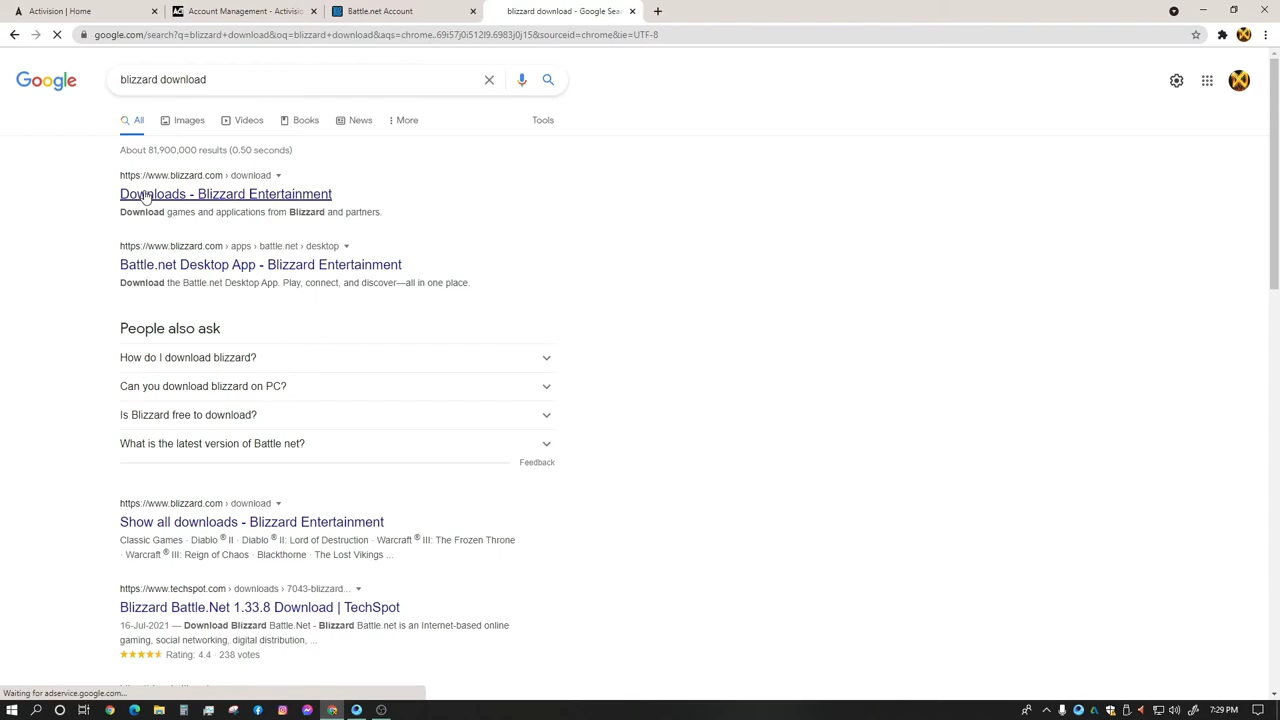 Activision | Home
Activision Account Management |
Battle.net Account
blizzard download - Google Sea
google.com/search?q=blizzard+download&oq=blizzard+download&aqs=chrome..69i57j0i512l9.6983j0j15&sourceid=chrome&ie=UTF-8
Google
blizzard download
All Images Videos Books News More Tools
About 81,900,000 results (0.50 seconds)
https://www.blizzard.com › download
Downloads - Blizzard Entertainment
Download games and applications from Blizzard and partners.
https://www.blizzard.com › apps › battle.net › desktop
Battle.net Desktop App - Blizzard Entertainment
Download the Battle.net Desktop App. Play, connect, and discover—all in one place.
People also ask
How do I download blizzard?
Can you download blizzard on PC?
Is Blizzard free to download?
What is the latest version of Battle net?
Feedback
https://www.blizzard.com › download
Show all downloads - Blizzard Entertainment
Classic Games · Diablo ® II · Diablo ® II: Lord of Destruction · Warcraft ® III: The Frozen Throne
· Warcraft ® III: Reign of Chaos · Blackthorne · The Lost Vikings ...
https://www.techspot.com › downloads › 7043-blizzard...
Blizzard Battle.Net 1.33.8 Download | TechSpot
16-Jul-2021 — Download Blizzard Battle.Net - Blizzard Battle.net is an Internet-based online
gaming, social networking, digital distribution, ...
Rating: 4.4 · 238 votes
Waiting for adservice.google.com...
7:29 PM